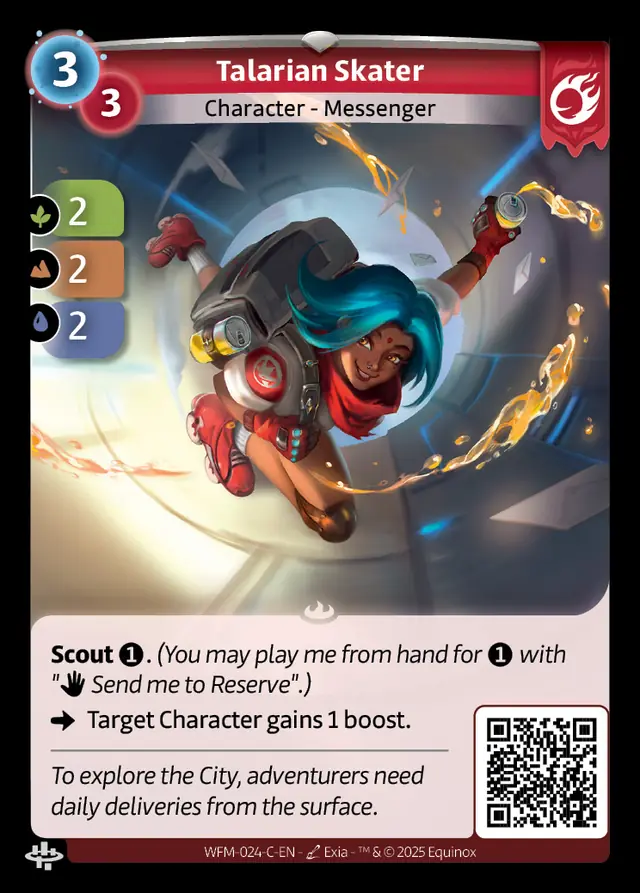 3
Talarian Skater
3
Character - Messenger
2
2
2
Scout 1. (You may play me from hand for 1 with
" Send me to Reserve".)
Target Character gains 1 boost.
To explore the City, adventurers need
daily deliveries from the surface.
WFM-024-C-EN - Exia - ™ & © 2025 Equinox